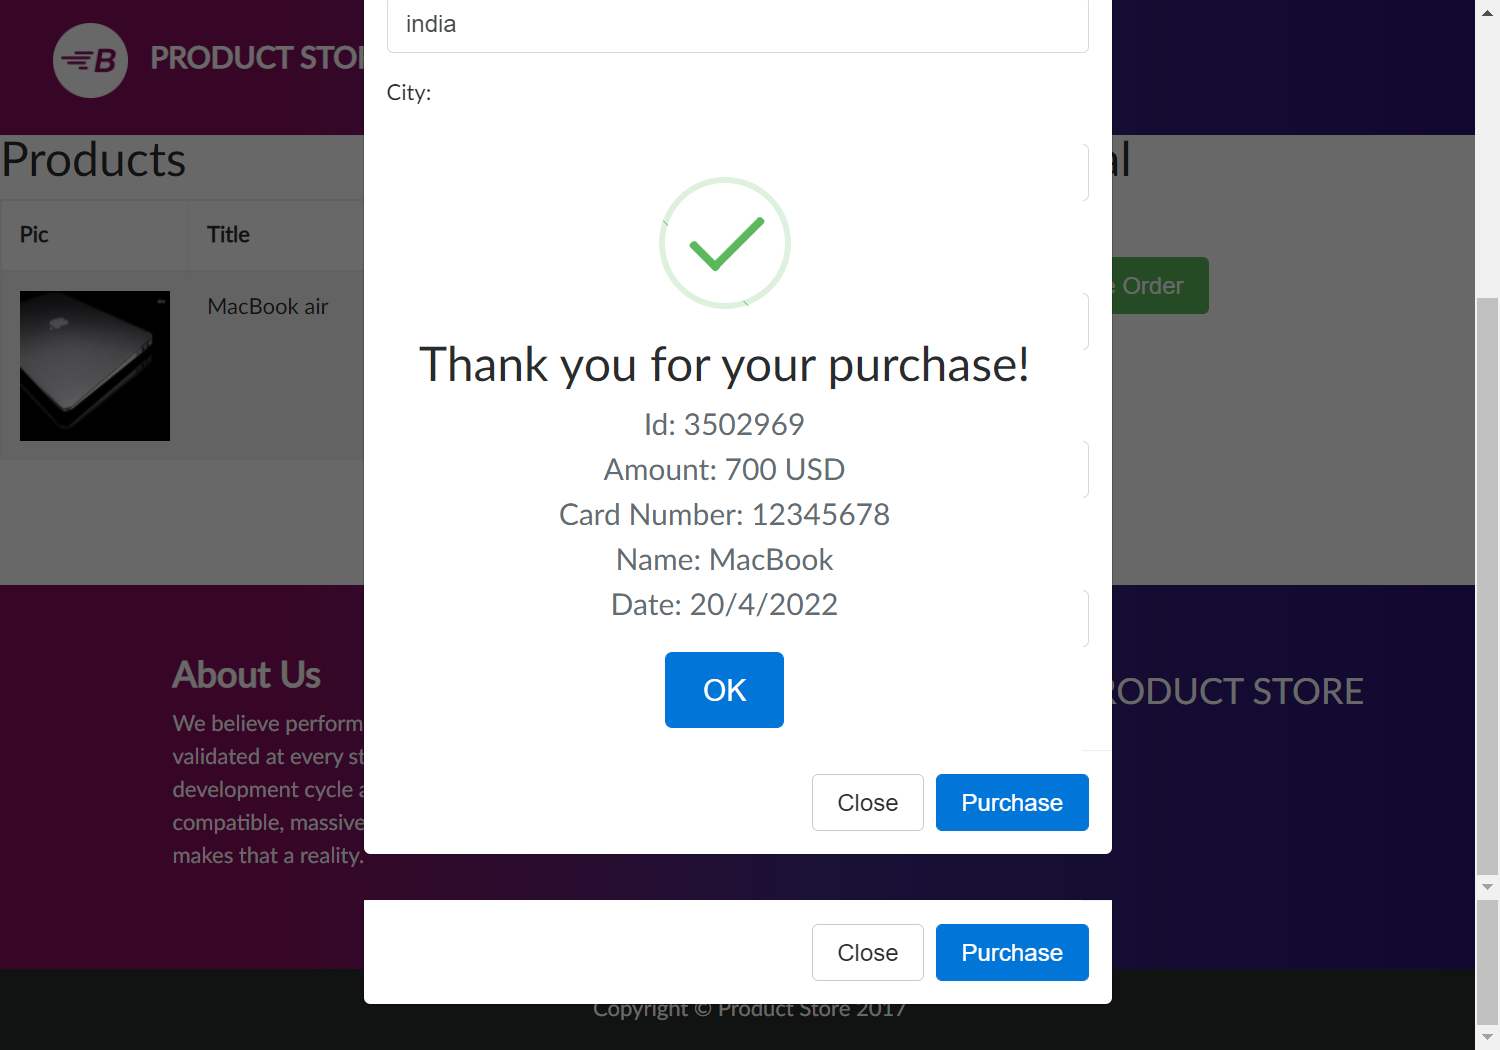 B PRODUCT STO
india
City:
Products
al
Pic Title
MacBook air
Order
Thank you for your purchase!
Id: 3502969
Amount: 700 USD
Card Number: 12345678
Name: MacBook
Date: 20/4/2022
OK
About Us
We believe perform
validated at every st
development cycle
compatible, massive
makes that a reality.
RODUCT STORE
Close Purchase
Close Purchase
Copyright © Product Store 2017